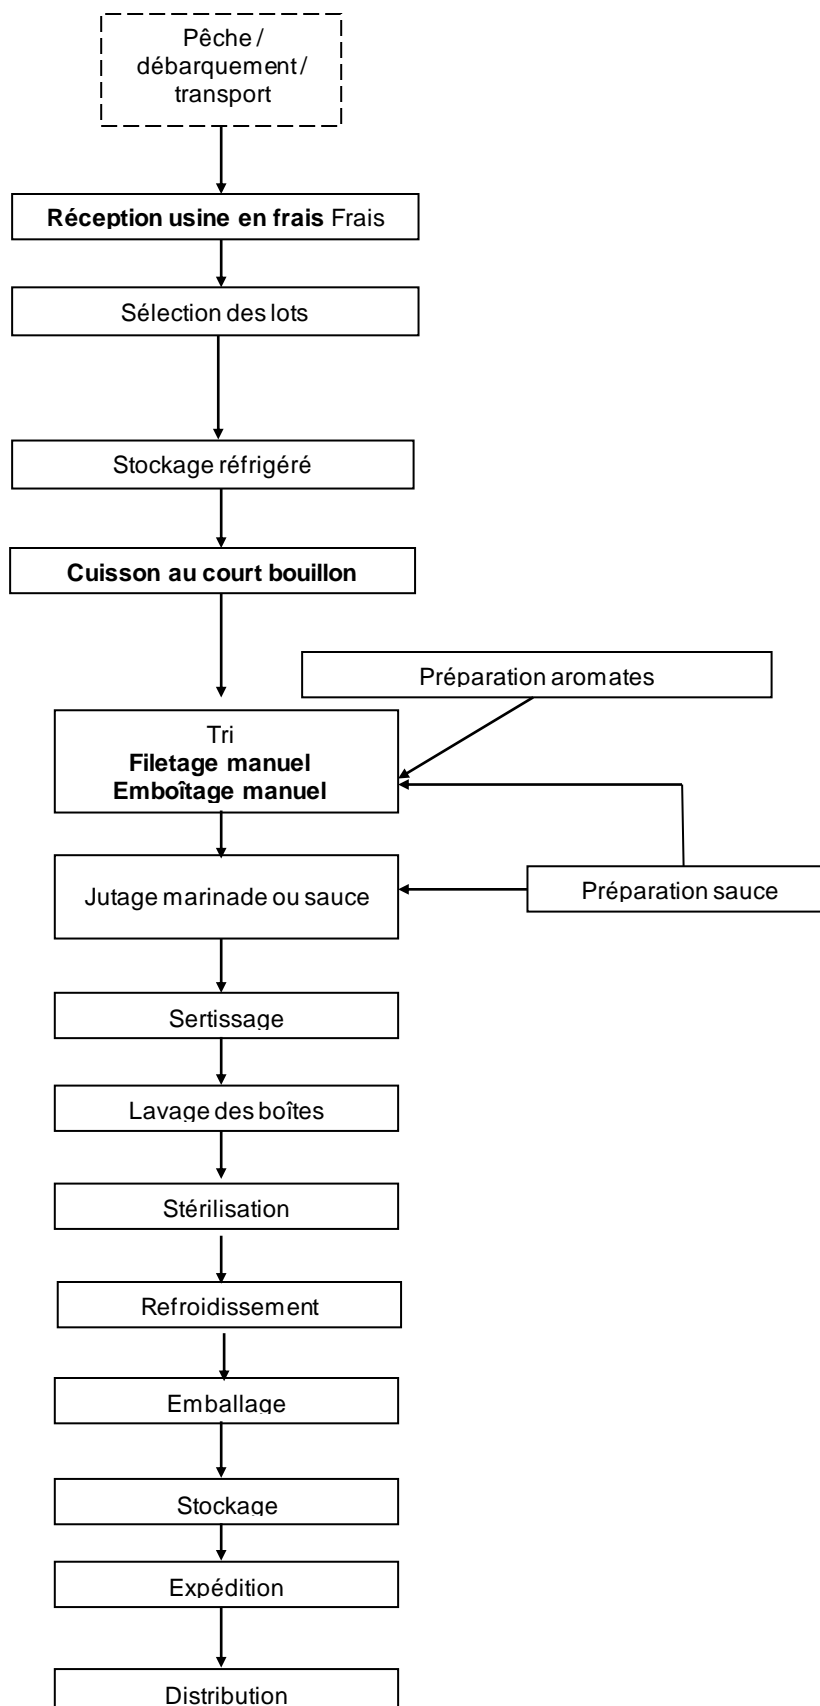 Pêche /
débarquement /
transport
Réception usine en frais Frais
Sélection des lots
Stockage réfrigéré
Cuisson au court bouillon
Préparation aromates
Tri
Filetage manuel
Emboîtage manuel
Jutage marinade ou sauce
Préparation sauce
Sertissage
Lavage des boîtes
Stérilisation
Refroidissement
Emballage
Stockage
Expédition
Distribution